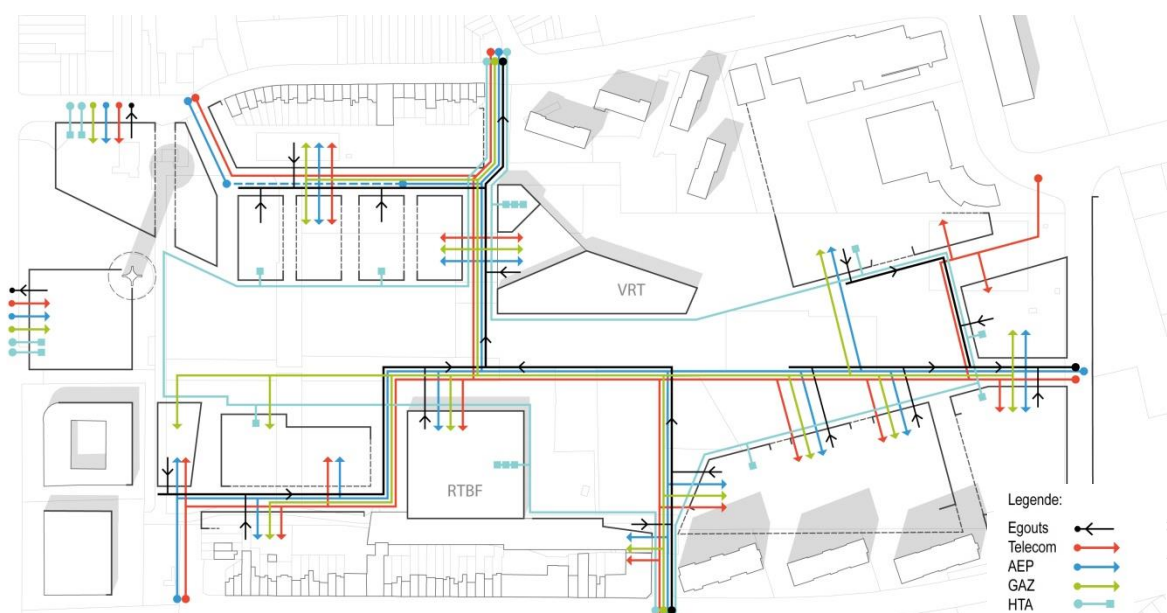 VRT
RTBF
Legende:
Egouts
Telecom
AEP
GAZ
HTA